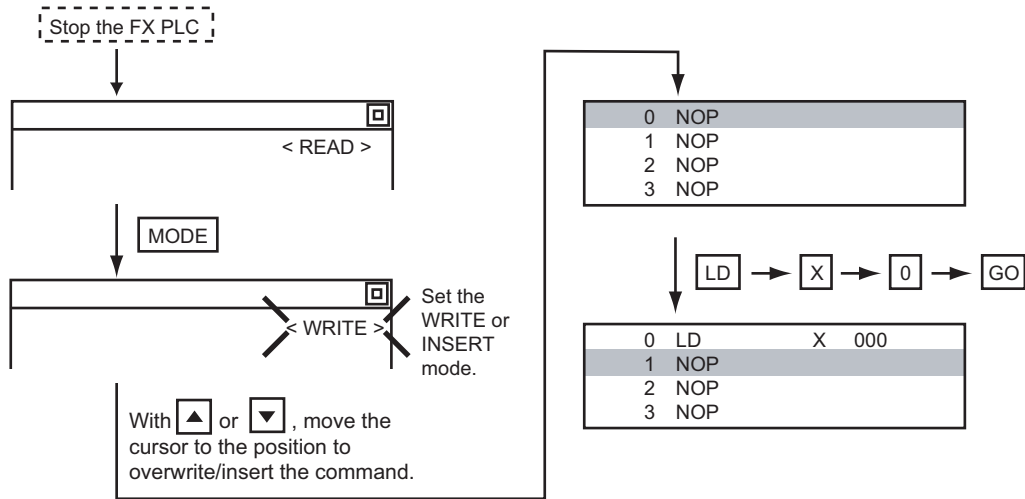 Stop the FX PLC
< READ >
MODE
< WRITE >
Set the
WRITE or
INSERT
mode.
With ▲ or ▼ , move the
cursor to the position to
overwrite/insert the command.
0 NOP
1 NOP
2 NOP
3 NOP
LD X 0 GO
0 LD X 000
1 NOP
2 NOP
3 NOP